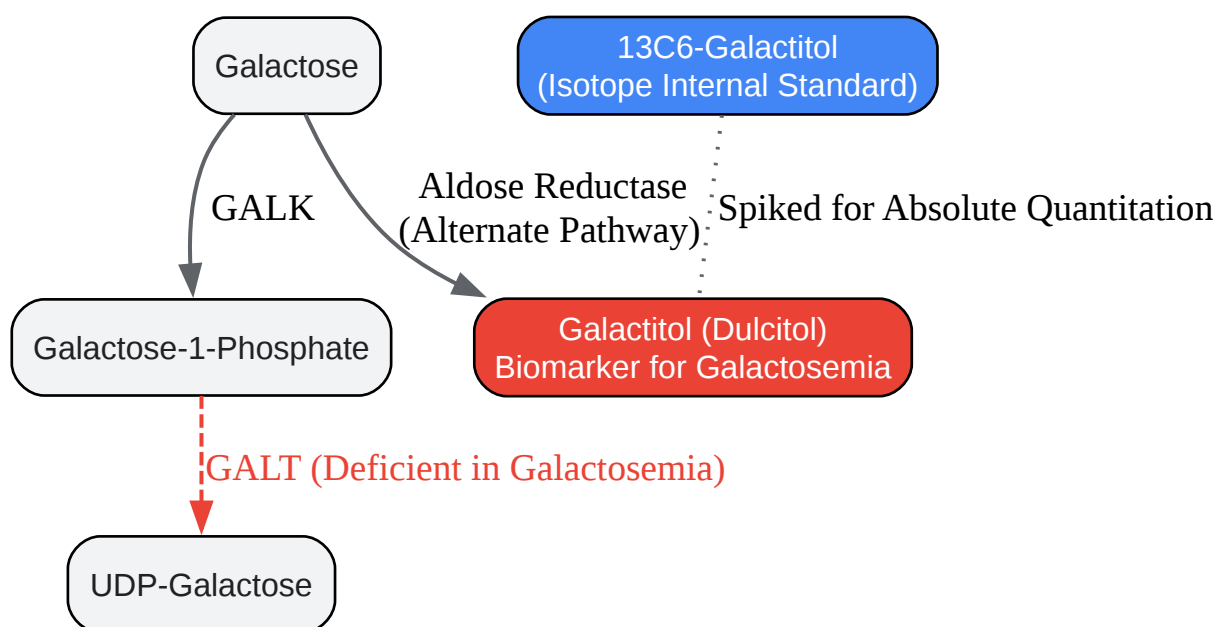 Galactose
13C6-Galactitol
(Isotope Internal Standard)
GALK
Aldose Reductase
(Alternate Pathway)
Spiked for Absolute Quantitation
Galactose-1-Phosphate
Galactitol (Dulcitol)
Biomarker for Galactosemia
GALT (Deficient in Galactosemia)
UDP-Galactose